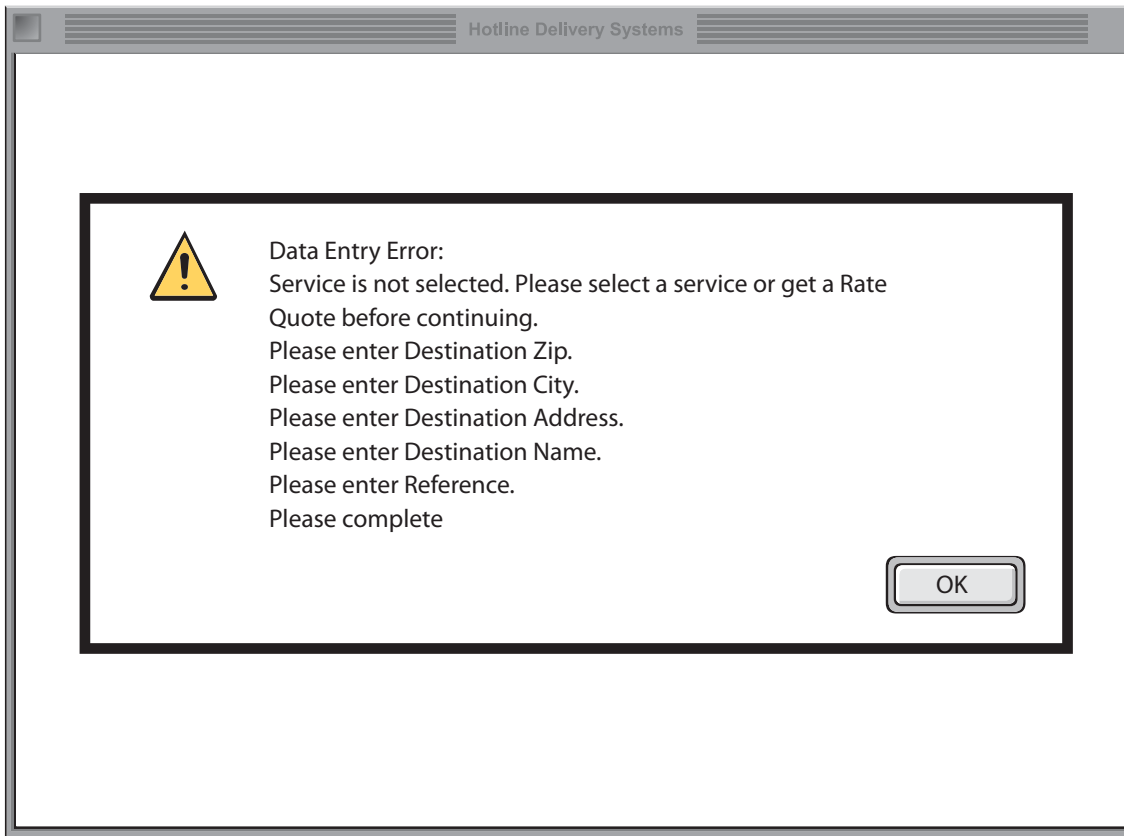 Hotline Delivery Systems
Data Entry Error:
Service is not selected. Please select a service or get a Rate
Quote before continuing.
Please enter Destination Zip.
Please enter Destination City.
Please enter Destination Address.
Please enter Destination Name.
Please enter Reference.
Please complete
OK